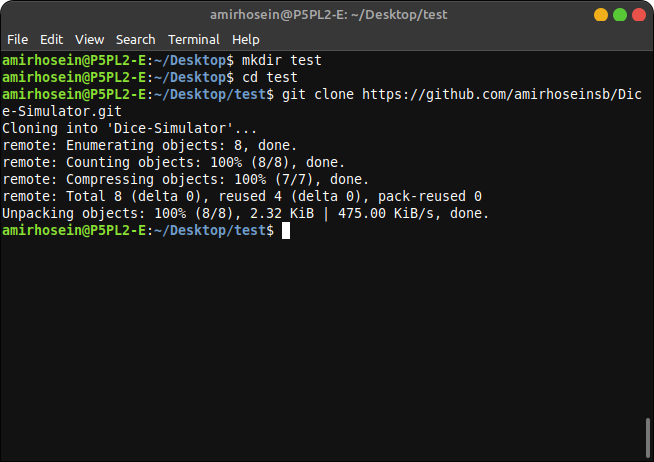 amirhosein@P5PL2-E: ~/Desktop/test
File Edit View Search Terminal Help
amirhosein@P5PL2-E:~/Desktop$ mkdir test
amirhosein@P5PL2-E:~/Desktop$ cd test
amirhosein@P5PL2-E:~/Desktop/test$ git clone https://github.com/amirhoseinsb/Dic
e-Simulator.git
Cloning into 'Dice-Simulator'...
remote: Enumerating objects: 8, done.
remote: Counting objects: 100% (8/8), done.
remote: Compressing objects: 100% (7/7), done.
remote: Total 8 (delta 0), reused 4 (delta 0), pack-reused 0
Unpacking objects: 100% (8/8), 2.32 KiB | 475.00 KiB/s, done.
amirhosein@P5PL2-E:~/Desktop/test$